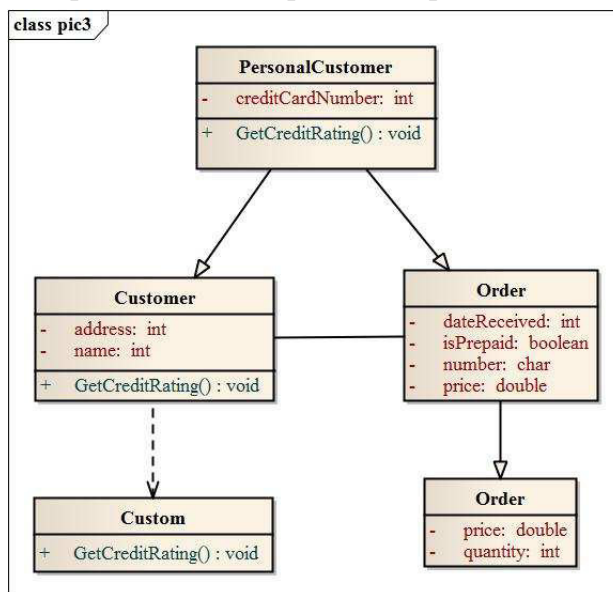 class pic3
PersonalCustomer
- creditCardNumber: int
+ GetCreditRating() : void
Customer
- address: int
- name: int
+ GetCreditRating() : void
Order
- dateReceived: int
- isPrepaid: boolean
- number: char
- price: double
Custom
+ GetCreditRating() : void
Order
- price: double
- quantity: int